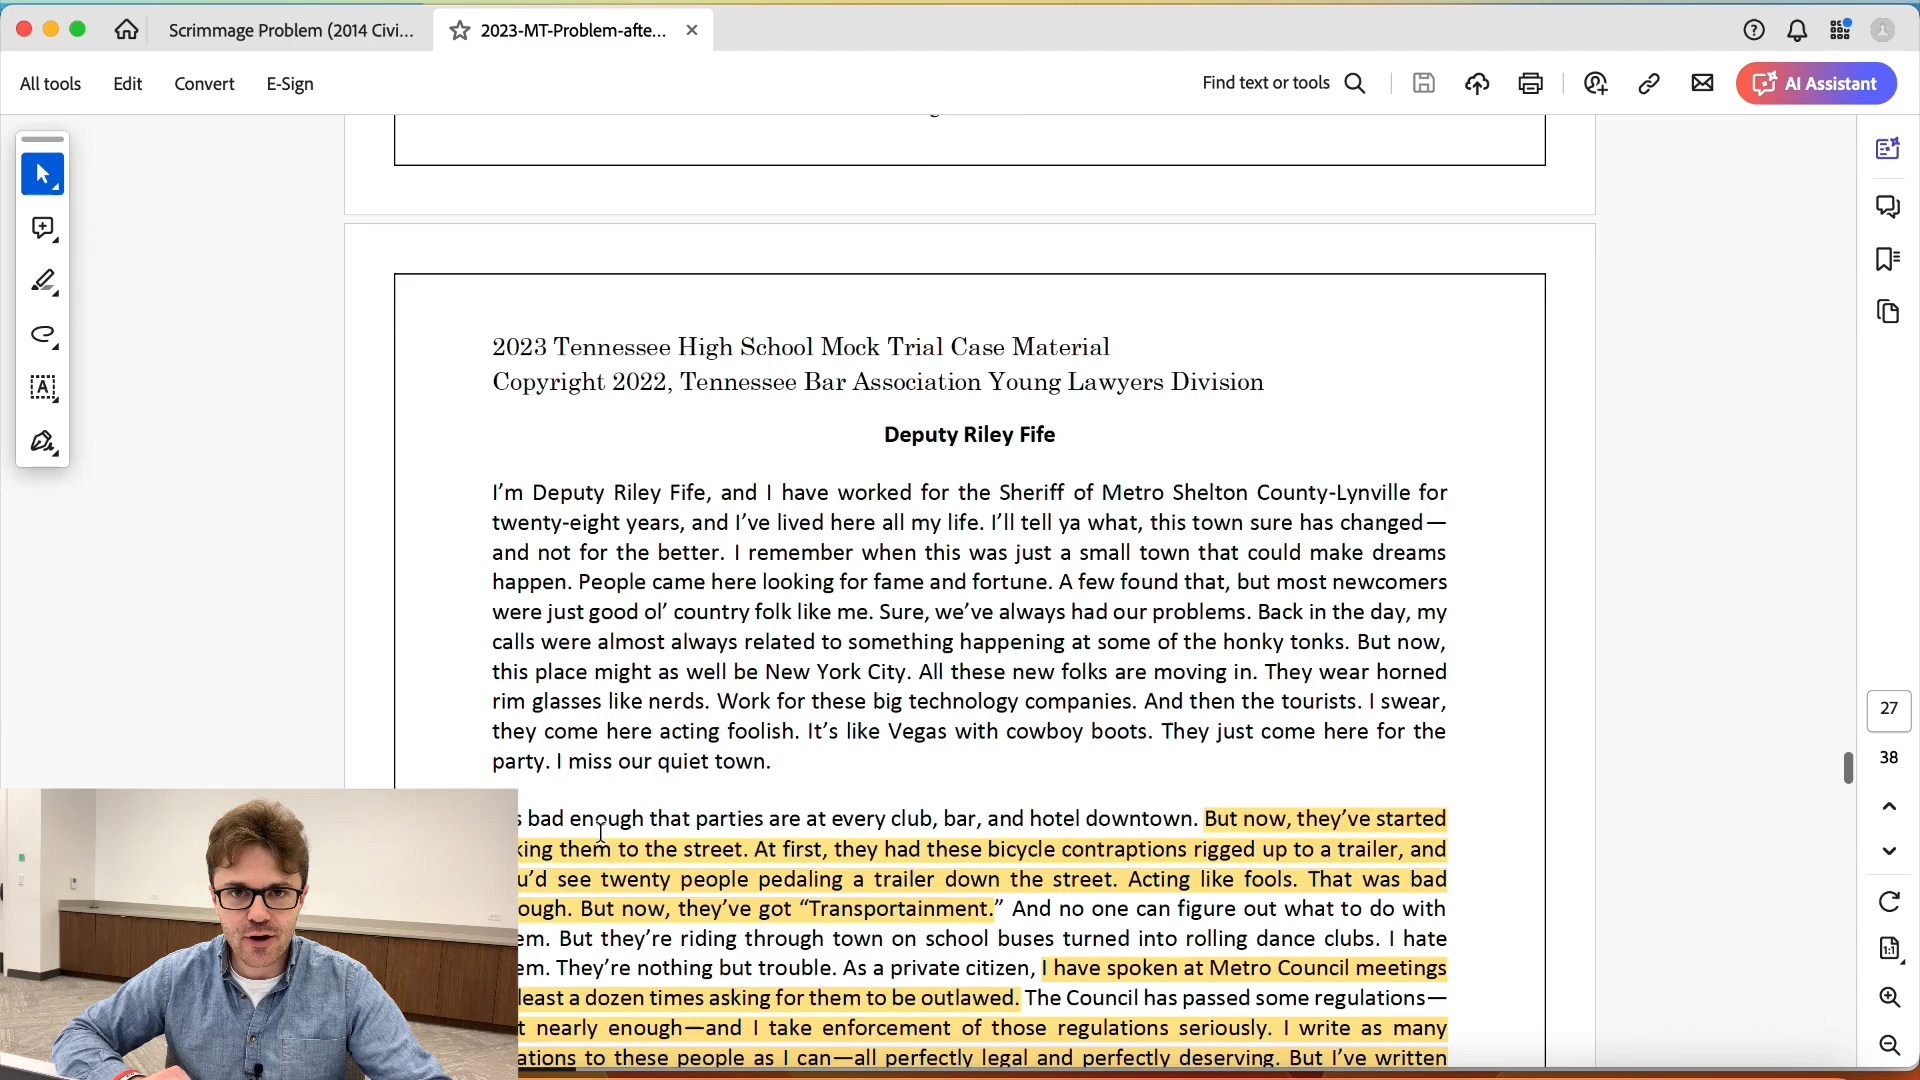 Scrimmage Problem (2014 Civi...
2023-MT-Problem-afte...
All tools
Edit
Convert
E-Sign
Find text or tools
AI Assistant
2023 Tennessee High School Mock Trial Case Material
Copyright 2022, Tennessee Bar Association Young Lawyers Division
Deputy Riley Fife
I'm Deputy Riley Fife, and I have worked for the Sheriff of Metro Shelton County-Lynville for
twenty-eight years, and I've lived here all my life. I'll tell ya what, this town sure has changed—
and not for the better. I remember when this was just a small town that could make dreams
happen. People came here looking for fame and fortune. A few found that, but most newcomers
were just good ol' country folk like me. Sure, we've always had our problems. Back in the day, my
calls were almost always related to something happening at some of the honky tonks. But now,
this place might as well be New York City. All these new folks are moving in. They wear horned
rim glasses like nerds. Work for these big technology companies. And then the tourists. I swear,
they come here acting foolish. It's like Vegas with cowboy boots. They just come here for the
party. I miss our quiet town.
bad enough that parties are at every club, bar, and hotel downtown. But now, they've started
king them to the street. At first, they had these bicycle contraptions rigged up to a trailer, and
u'd see twenty people pedaling a trailer down the street. Acting like fools. That was bad
ough. But now, they've got “Transportainment.” And no one can figure out what to do with
em. But they're riding through town on school buses turned into rolling dance clubs. I hate
em. They're nothing but trouble. As a private citizen, I have spoken at Metro Council meetings
least a dozen times asking for them to be outlawed. The Council has passed some regulations—
t nearly enough—and I take enforcement of those regulations seriously. I write as many
ations to these people as I can—all perfectly legal and perfectly deserving. But I've written
27
38